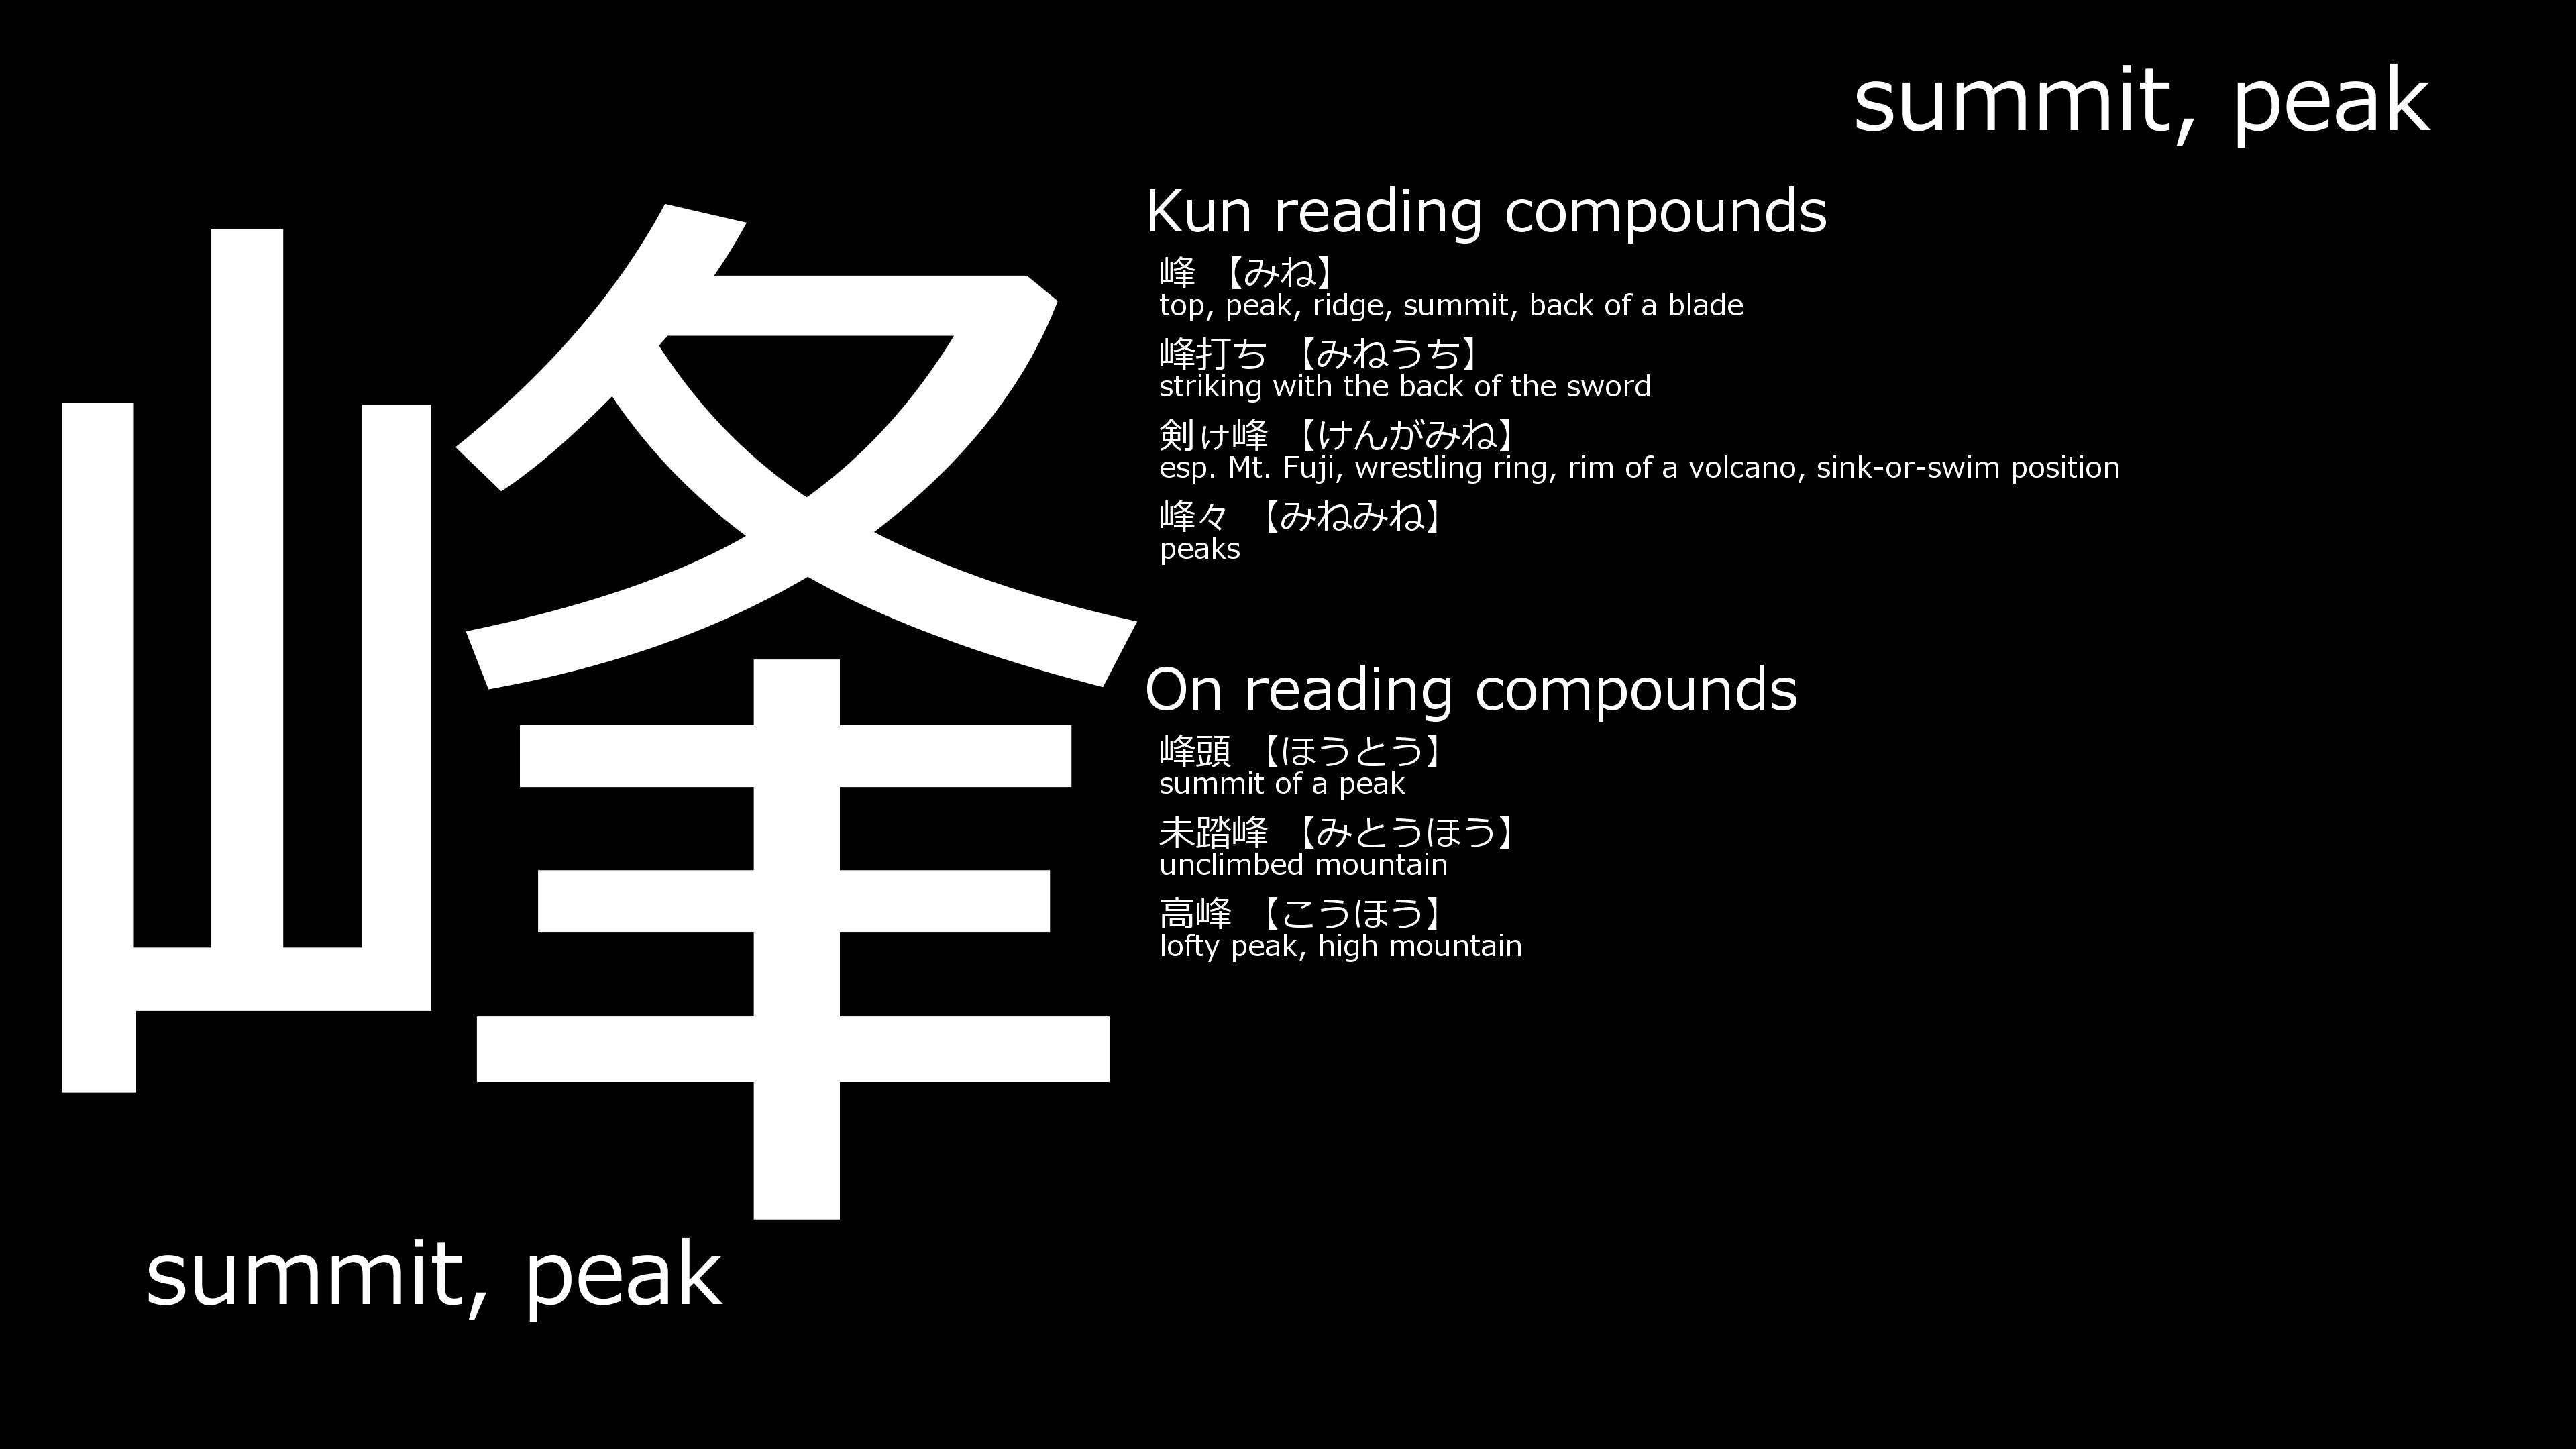 summit, peak
峰
summit, peak
Kun reading compounds
峰 【みね】
top, peak, ridge, summit, back of a blade
峰打ち 【みねうち】
striking with the back of the sword
剣ヶ峰 【けんがみね】
esp. Mt. Fuji, wrestling ring, rim of a volcano, sink-or-swim position
峰々 【みねみね】
peaks
On reading compounds
峰頭 【ほうとう】
summit of a peak
未踏峰 【みとうほう】
unclimbed mountain
高峰 【こうほう】
lofty peak, high mountain